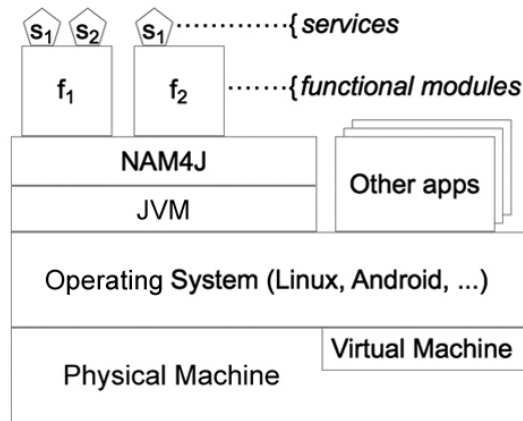 s1 s2 s1 { services
f1 f2 { functional modules
NAM4J
Other apps
JVM
Operating System (Linux, Android, ...)
Virtual Machine
Physical Machine